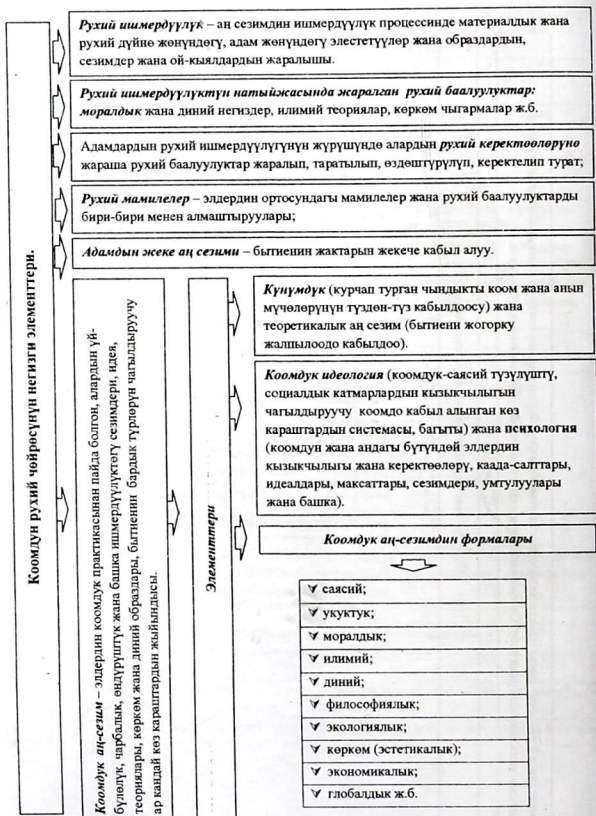 Коомдун рухий чөйрөсүнүн негизги элементтери.
Рухий ишмердүүлүк – аң сезимдин ишмердүүлүк процессинде материалдык жана
рухий дүйнө жөнүндөгү, адам жөнүндөгү элестетүүлөр жана образдардын,
сезимдер жана ой-кыялдардын жаралышы.
Рухий ишмердүүлүктүн натыйжасында жаралган рухий баалуулуктар:
моралдык жана диний негиздер, илимий теориялар, көркөм чыгармалар ж.б.
Адамдардын рухий ишмердүүлүгүнүн жүрүшүндө алардын рухий керектөөлөрүнө
жараша рухий баалуулуктар жаралып, таратылып, өздөштүрүлүп, керектелип турат;
Рухий мамилелер – элдердин ортосундагы мамилелер жана рухий баалуулуктарды
бири-бири менен алмаштыруулары;
Адамдын жеке аң сезими – бытиенин жактарын жекече кабыл алуу.
Коомдук аң-сезим – элдердин коомдук практикасынан пайда болгон, алардын үй-
бүлөлүк, чарбалык, өндүрүштүк жана башка ишмердүүлүктөгү сезимдери, идея,
теориялары, көркөм жана диний образдары, бытиенин бардык түрлөрүн чагылдыруучу
ар кандай көз караштардын жыйындысы.
Элементтери
Күнүмдүк (курчап турган чындыкты коом жана анын
мүчөлөрүнүн түздөн-түз кабылдоосу) жана
теоретикалык аң сезим (бытиени жогорку
жалпылоодо кабылдоо).
Коомдук идеология (коомдук-саясий түзүлүштү,
социалдык катмарлардын кызыкчылыгын
чагылдыруучу коомдо кабыл алынган көз
караштардын системасы, багыты) жана психология
(коомдун жана андагы бүтүндөй элдердин
кызыкчылыгы жана керектөөлөрү, каада-салттары,
идеалдары, максаттары, сезимдери, умтулуулары
жана башка).
Коомдук аң-сезимдин формалары
саясий;
укуктук;
моралдык;
илимий;
диний;
философиялык;
экологиялык;
көркөм (эстетикалык);
экономикалык;
глобалдык ж.б.